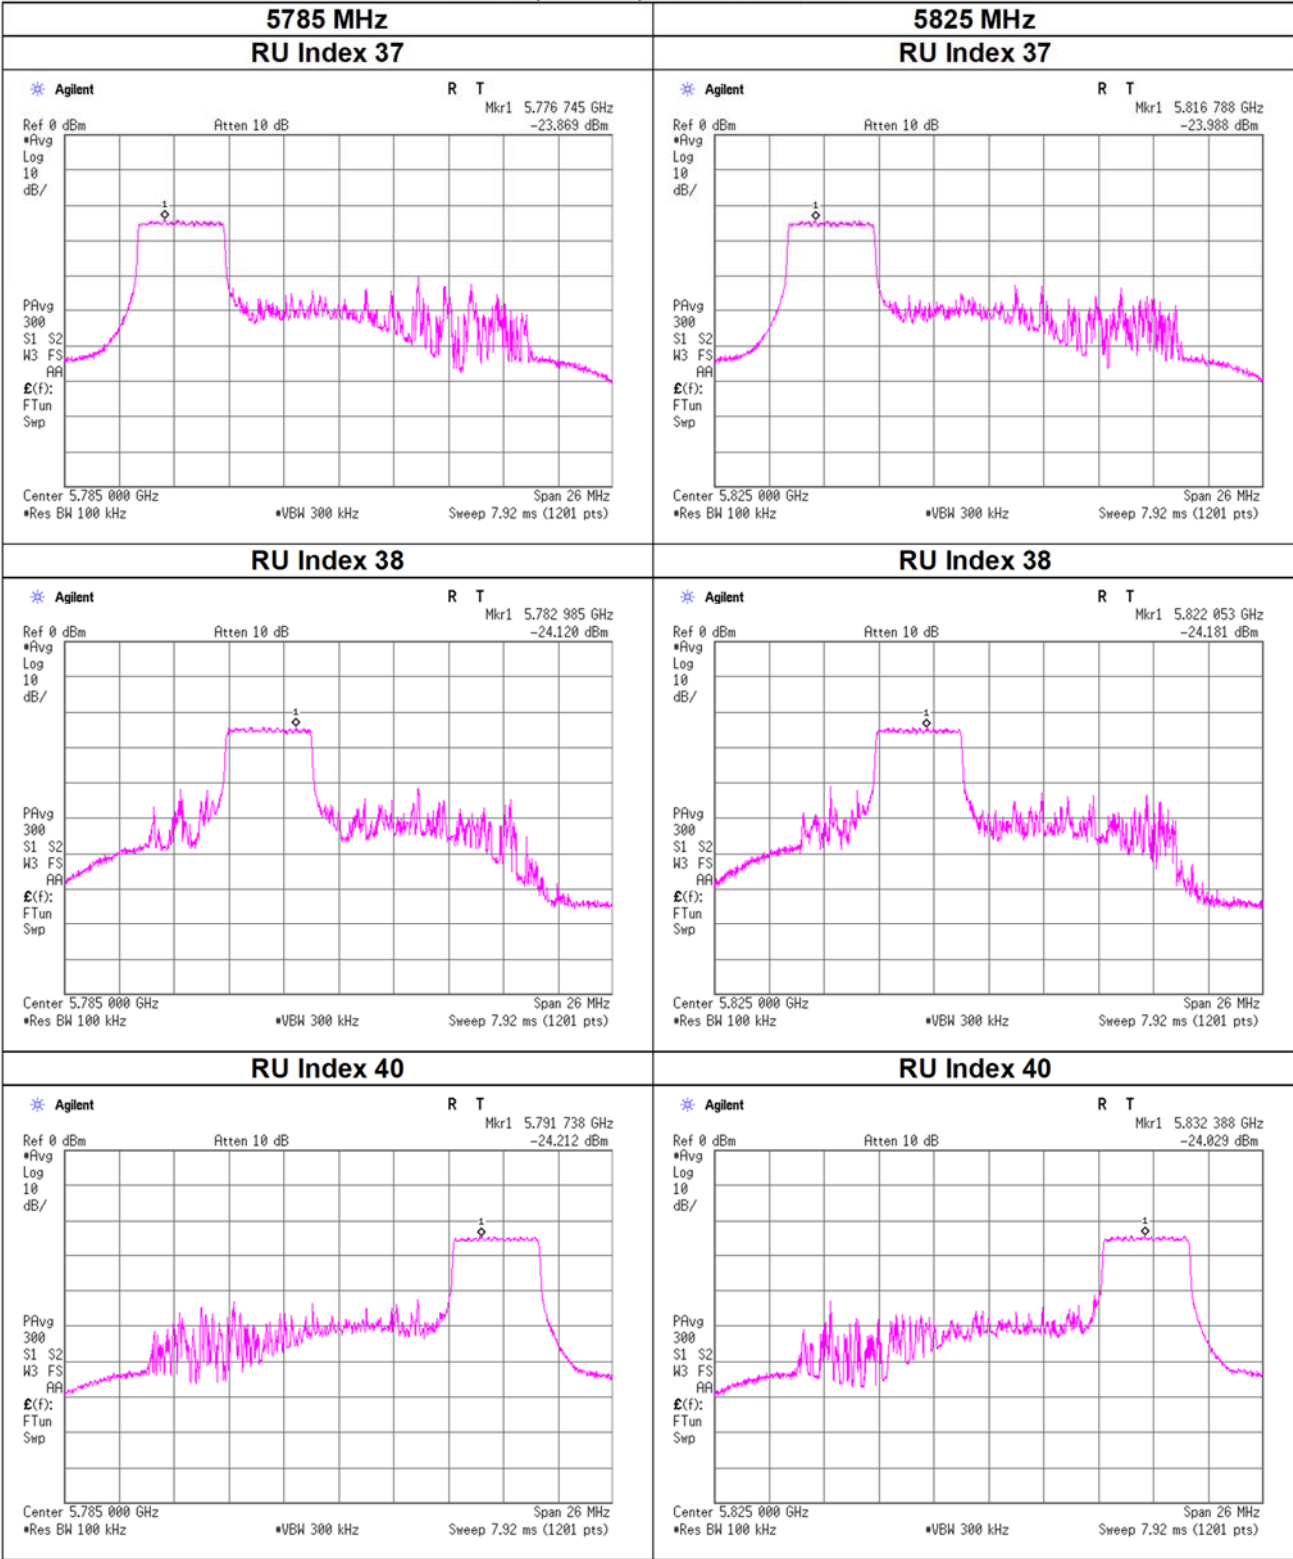 5785 MHz
5825 MHz
RU Index 37
RU Index 37
Agilent
R T
Mkr1 5.776 745 GHz
Ref 0 dBm
Atten 10 dB
-23.869 dBm
#Avg
Log
10
dB/
1
PAvg
300
S1 S2
W3 FS
AA
£(f):
FTun
Swp
Center 5.785 000 GHz
Span 26 MHz
#Res BW 100 kHz
#VBW 300 kHz
Sweep 7.92 ms (1201 pts)
Agilent
R T
Mkr1 5.816 788 GHz
Ref 0 dBm
Atten 10 dB
-23.988 dBm
#Avg
Log
10
dB/
1
PAvg
300
S1 S2
W3 FS
AA
£(f):
FTun
Swp
Center 5.825 000 GHz
Span 26 MHz
#Res BW 100 kHz
#VBW 300 kHz
Sweep 7.92 ms (1201 pts)
RU Index 38
RU Index 38
Agilent
R T
Mkr1 5.782 985 GHz
Ref 0 dBm
Atten 10 dB
-24.120 dBm
#Avg
Log
10
dB/
1
PAvg
300
S1 S2
W3 FS
AA
£(f):
FTun
Swp
Center 5.785 000 GHz
Span 26 MHz
#Res BW 100 kHz
#VBW 300 kHz
Sweep 7.92 ms (1201 pts)
Agilent
R T
Mkr1 5.822 053 GHz
Ref 0 dBm
Atten 10 dB
-24.181 dBm
#Avg
Log
10
dB/
1
PAvg
300
S1 S2
W3 FS
AA
£(f):
FTun
Swp
Center 5.825 000 GHz
Span 26 MHz
#Res BW 100 kHz
#VBW 300 kHz
Sweep 7.92 ms (1201 pts)
RU Index 40
RU Index 40
Agilent
R T
Mkr1 5.791 738 GHz
Ref 0 dBm
Atten 10 dB
-24.212 dBm
#Avg
Log
10
dB/
1
PAvg
300
S1 S2
W3 FS
AA
£(f):
FTun
Swp
Center 5.785 000 GHz
Span 26 MHz
#Res BW 100 kHz
#VBW 300 kHz
Sweep 7.92 ms (1201 pts)
Agilent
R T
Mkr1 5.832 388 GHz
Ref 0 dBm
Atten 10 dB
-24.029 dBm
#Avg
Log
10
dB/
1
PAvg
300
S1 S2
W3 FS
AA
£(f):
FTun
Swp
Center 5.825 000 GHz
Span 26 MHz
#Res BW 100 kHz
#VBW 300 kHz
Sweep 7.92 ms (1201 pts)